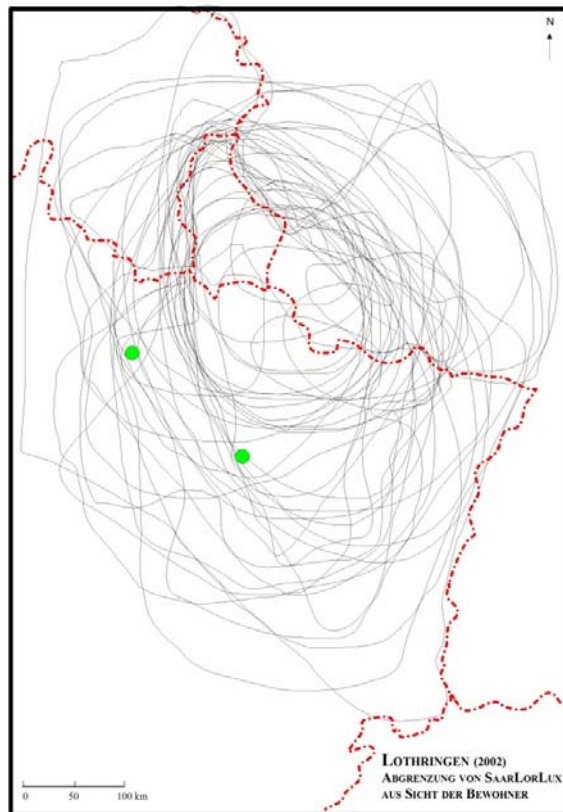 N
LOTHRINGEN (2002)
ABGRENZUNG VON SAARLORLUX
AUS SICHT DER BEWOHNER
0 50 100 km